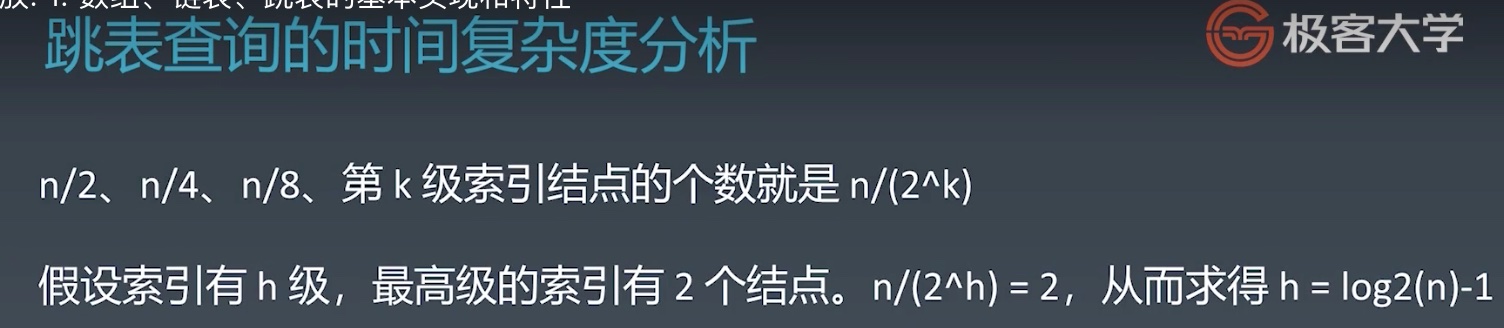 放: 4. 数组、链表、跳表的基本实现和特性
跳表查询的时间复杂度分析
极客大学
n/2、n/4、n/8、第 k 级索引结点的个数就是 n/(2^k)
假设索引有 h 级，最高级的索引有 2 个结点。n/(2^h) = 2，从而求得 h = log2(n)-1